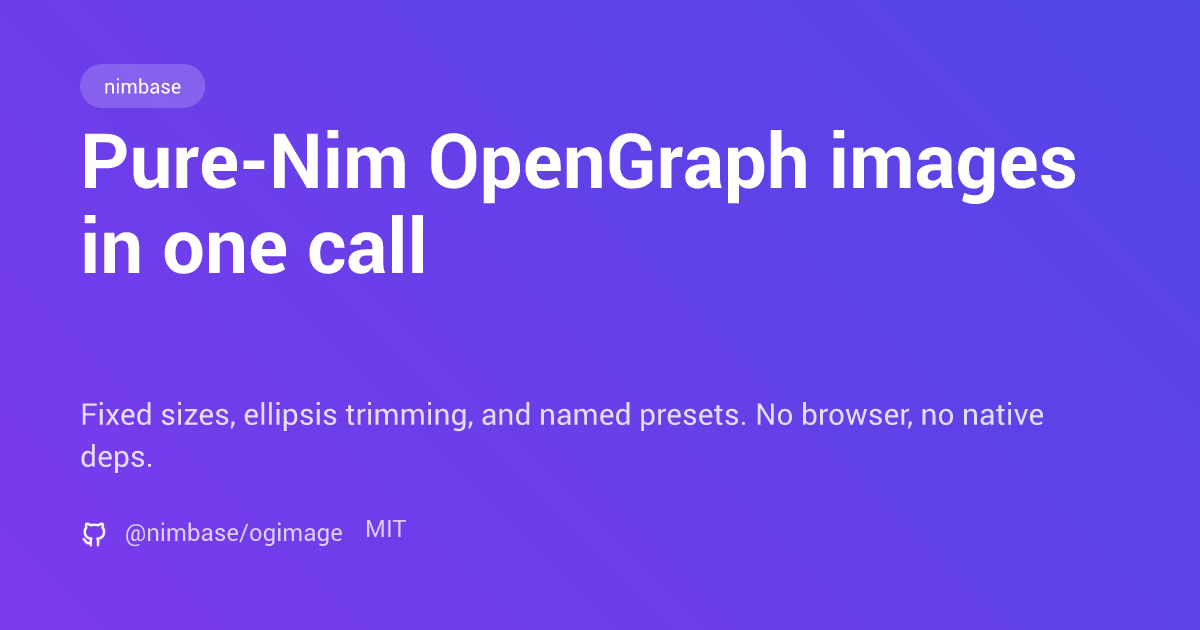 nimbase
Pure-Nim OpenGraph images
in one call
Fixed sizes, ellipsis trimming, and named presets. No browser, no native
deps.
@nimbase/ogimage MIT